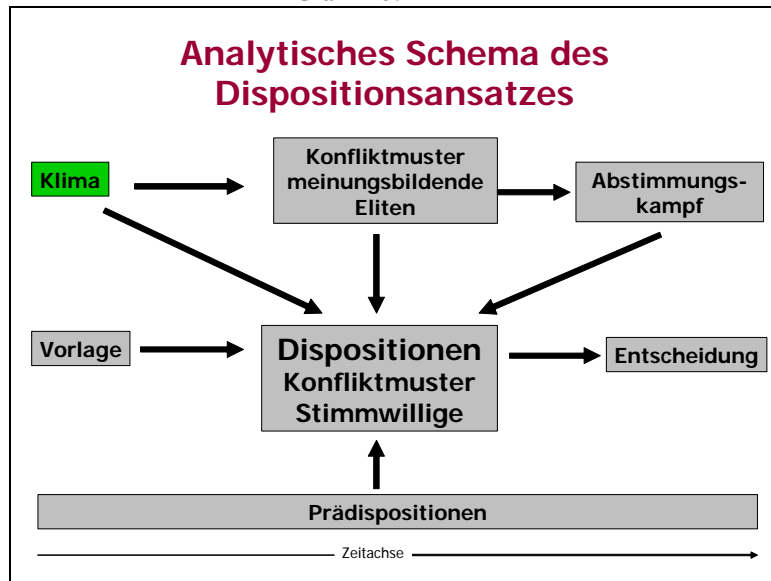 Analytisches Schema des
Dispositionsansatzes
Klima
Konfliktmuster
meinungsbildende
Eliten
Abstimmungs-
kampf
Vorlage
Dispositionen
Konfliktmuster
Stimmwillige
Entscheidung
Prädispositionen
Zeitachse